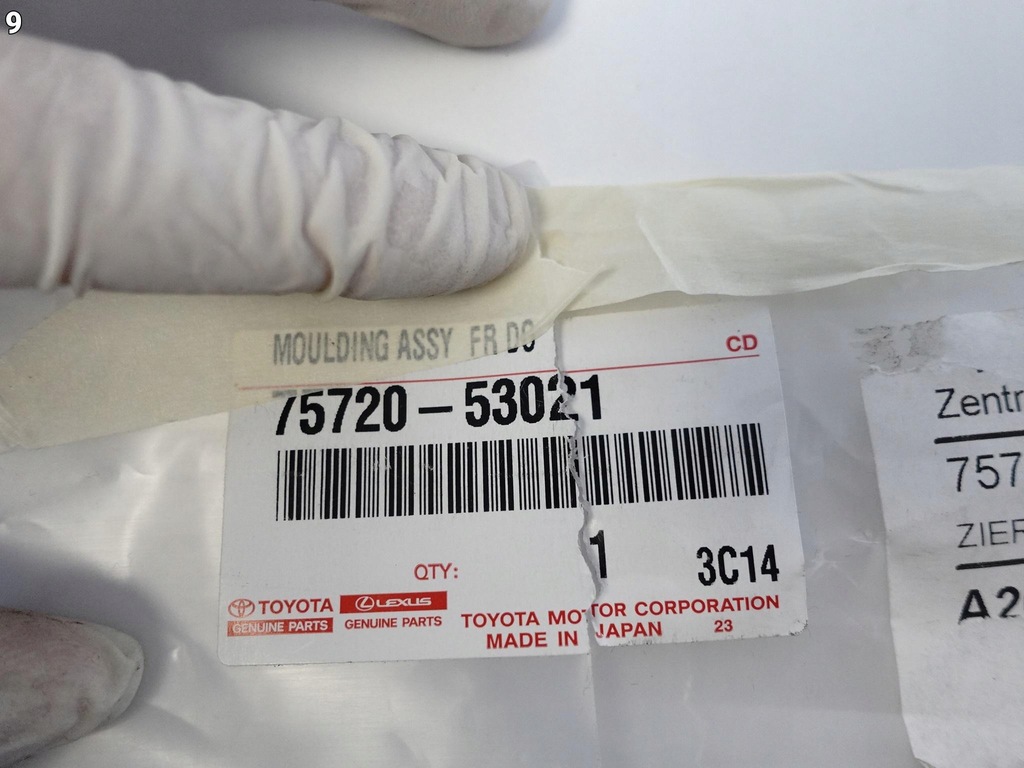 9
MOULDING ASSY FR DO
CD
75720–53021
QTY:
1
3C14
TOYOTA
GENUINE PARTS
LEXUS
GENUINE PARTS
TOYOTA MOTOR CORPORATION
MADE IN JAPAN 23
Zentr
757
ZIER
A2